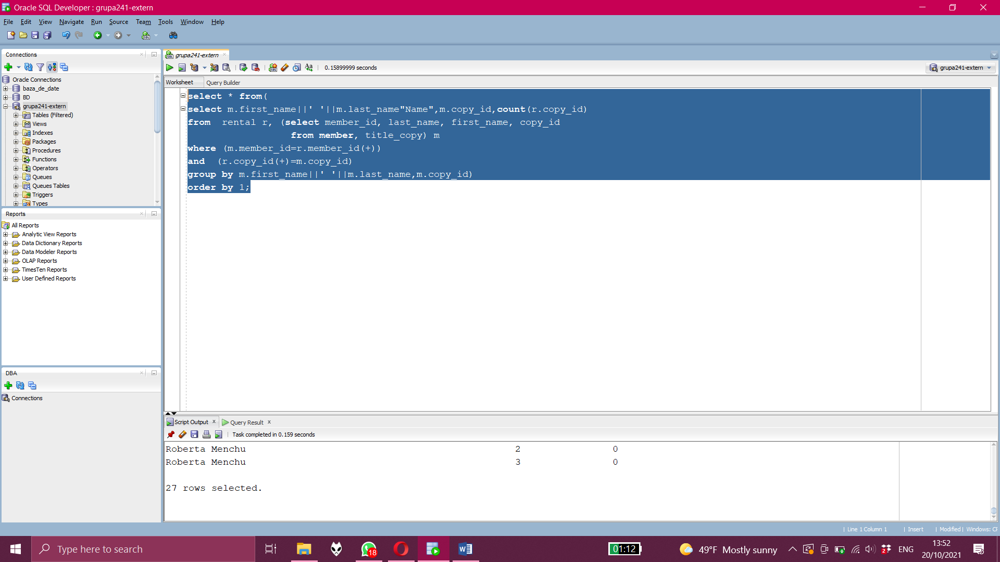 Oracle SQL Developer : grupa241-extern
File Edit View Navigate Run Source Team Tools Window Help
Connections
Oracle Connections
baza_de_date
BD
grupa241-extern
Tables (Filtered)
Views
Indexes
Packages
Procedures
Functions
Operators
Queues
Queues Tables
Triggers
Types
Reports
All Reports
Analytic View Reports
Data Dictionary Reports
Data Modeler Reports
OLAP Reports
TimesTen Reports
User Defined Reports
DBA
Connections
grupa241-extern
0.15899999 seconds
grupa241-extern
Worksheet Query Builder
select * from(
select m.first_name||' '||m.last_name"Name",m.copy_id,count(r.copy_id)
from  rental r, (select member_id, last_name, first_name, copy_id
from member, title_copy) m
where (m.member_id=r.member_id(+))
and  (r.copy_id(+)=m.copy_id)
group by m.first_name||' '||m.last_name,m.copy_id)
order by 1;
Script Output x Query Result x
Task completed in 0.159 seconds
Roberta Menchu 2 0
Roberta Menchu 3 0
27 rows selected.
| Line 1 Column 1 | Insert | Modified | Windows: CF
Type here to search
18
01:12
49°F Mostly sunny
2
ENG
13:52
20/10/2021